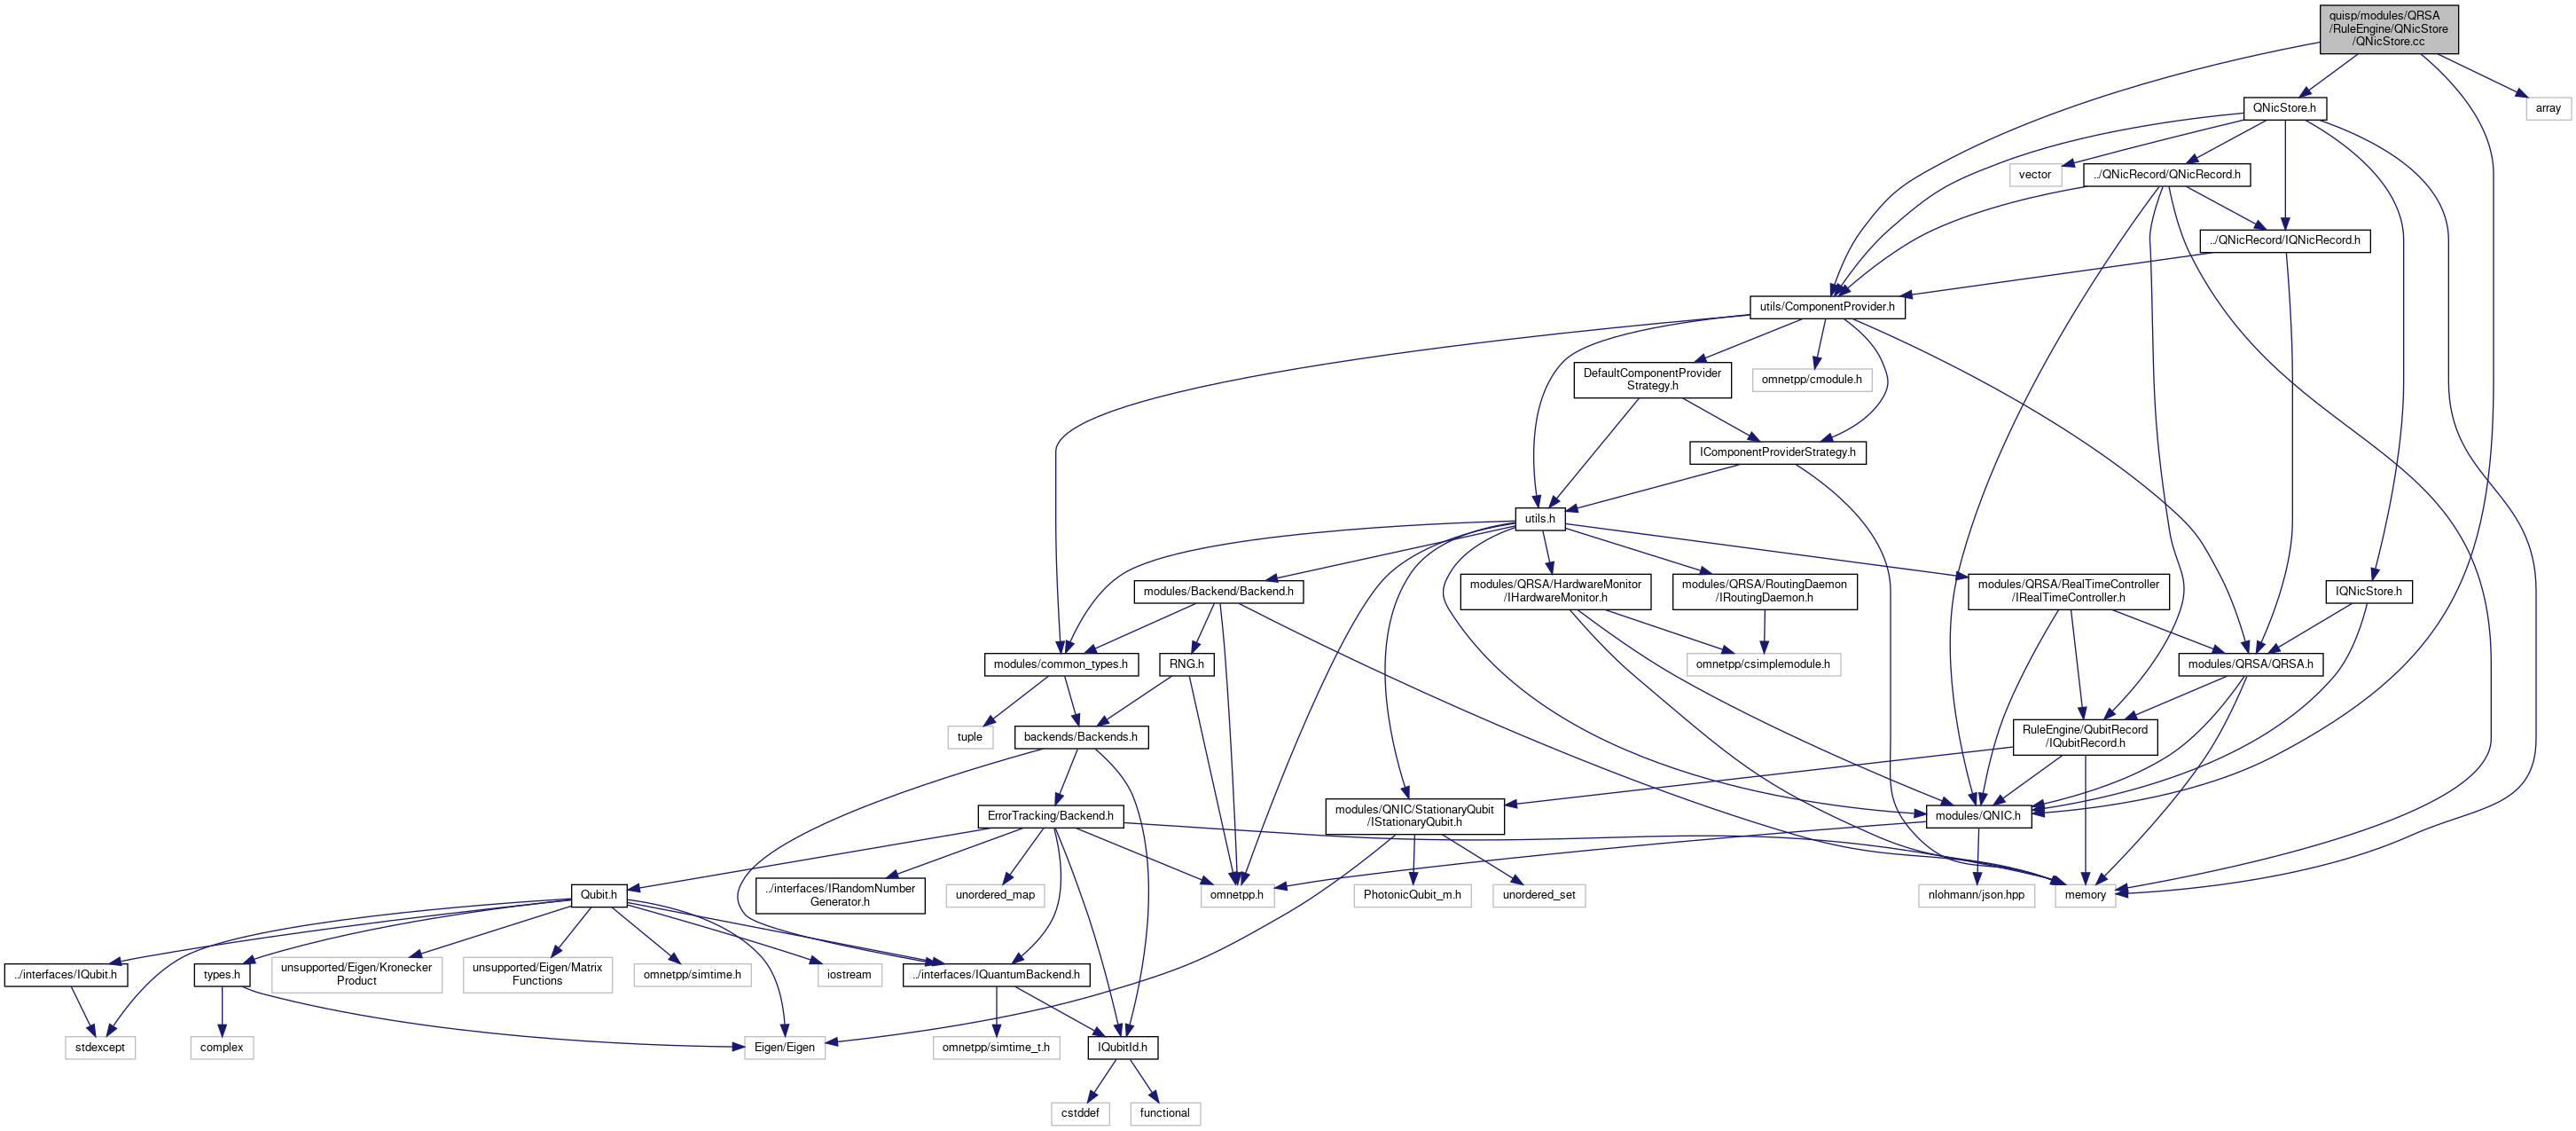 quisp/modules/QRSA
/RuleEngine/QNicStore
/QNicStore.cc
QNicStore.h
array
vector
../QNicRecord/QNicRecord.h
../QNicRecord/IQNicRecord.h
utils/ComponentProvider.h
DefaultComponentProvider
Strategy.h
omnetpp/cmodule.h
IComponentProviderStrategy.h
utils.h
modules/Backend/Backend.h
modules/QRSA/HardwareMonitor
/IHardwareMonitor.h
modules/QRSA/RoutingDaemon
/IRoutingDaemon.h
modules/QRSA/RealTimeController
/IRealTimeController.h
IQNicStore.h
modules/common_types.h
RNG.h
omnetpp/csimplemodule.h
modules/QRSA/QRSA.h
tuple
backends/Backends.h
RuleEngine/QubitRecord
/IQubitRecord.h
ErrorTracking/Backend.h
modules/QNIC/StationaryQubit
/IStationaryQubit.h
modules/QNIC.h
Qubit.h
../interfaces/IRandomNumber
Generator.h
unordered_map
omnetpp.h
PhotonicQubit_m.h
unordered_set
nlohmann/json.hpp
memory
../interfaces/IQubit.h
types.h
unsupported/Eigen/Kronecker
Product
unsupported/Eigen/Matrix
Functions
omnetpp/simtime.h
iostream
../interfaces/IQuantumBackend.h
stdexcept
complex
Eigen/Eigen
omnetpp/simtime_t.h
IQubitId.h
cstddef
functional